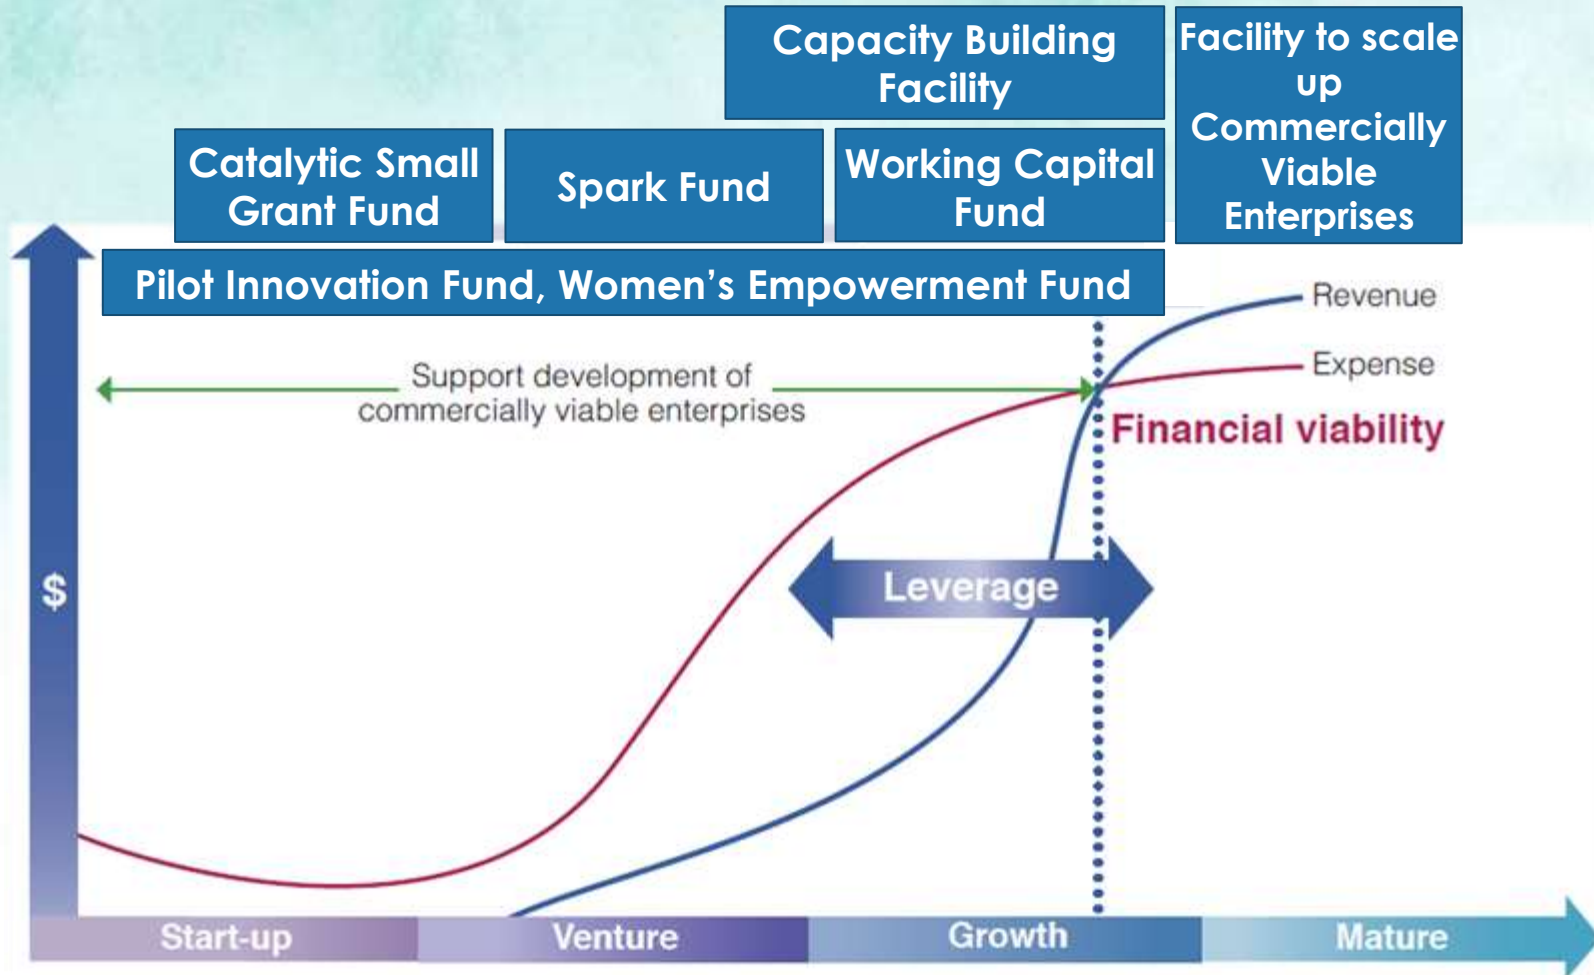 Capacity Building
Facility
Facility to scale
up
Commercially
Viable
Enterprises
Catalytic Small
Grant Fund
Spark Fund
Working Capital
Fund
Pilot Innovation Fund, Women’s Empowerment Fund
Revenue
Expense
Support development of
commercially viable enterprises
Financial viability
Leverage
$
Start-up
Venture
Growth
Mature